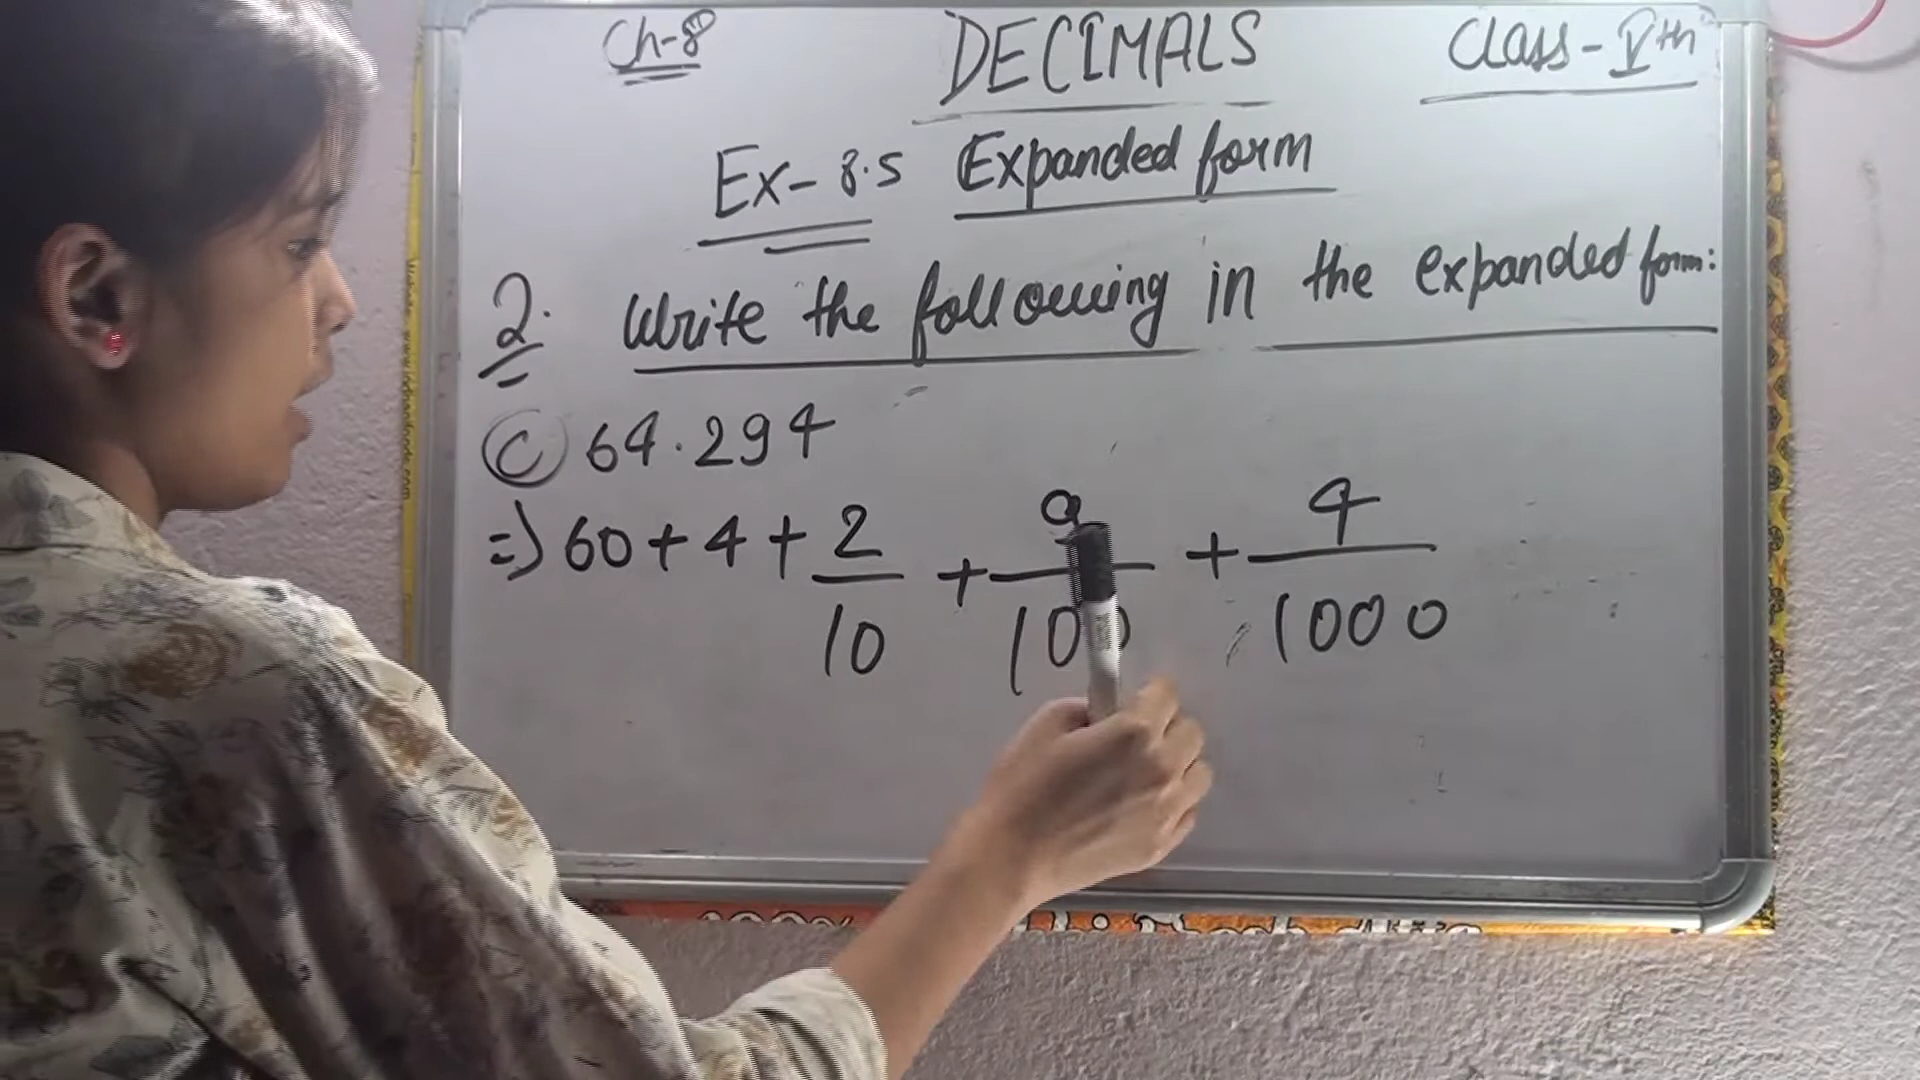 Ch-8 DECIMALS Class-Vth
Ex-8.5 Expanded form
2. Write the following in the expanded form:
(C) 64.294
=) 60 + 4 + 2/10 + 9/100 + 4/1000